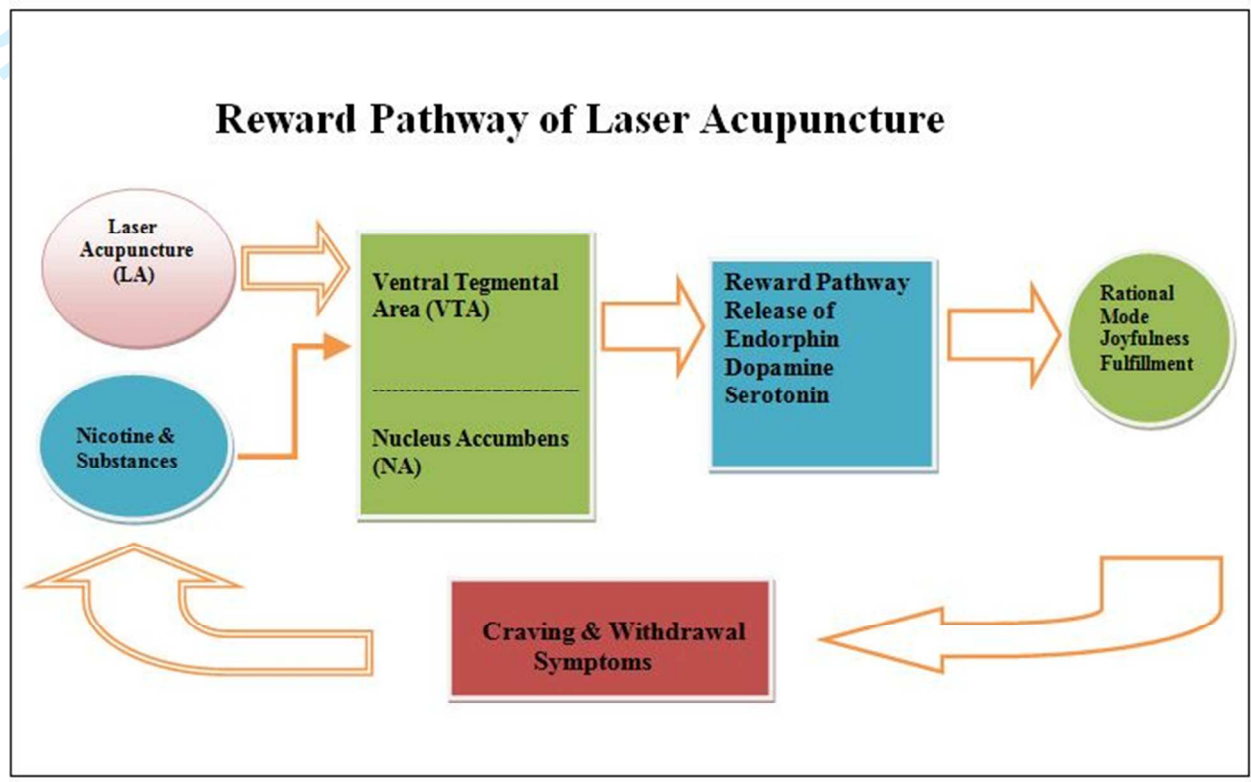 Reward Pathway of Laser Acupuncture
Laser
Acupuncture
(LA)
Nicotine &
Substances
Ventral Tegmental
Area (VTA)
Nucleus Accumbens
(NA)
Reward Pathway
Release of
Endorphin
Dopamine
Serotonin
Rational
Mode
Joyfulness
Fulfillment
Craving & Withdrawal
Symptoms